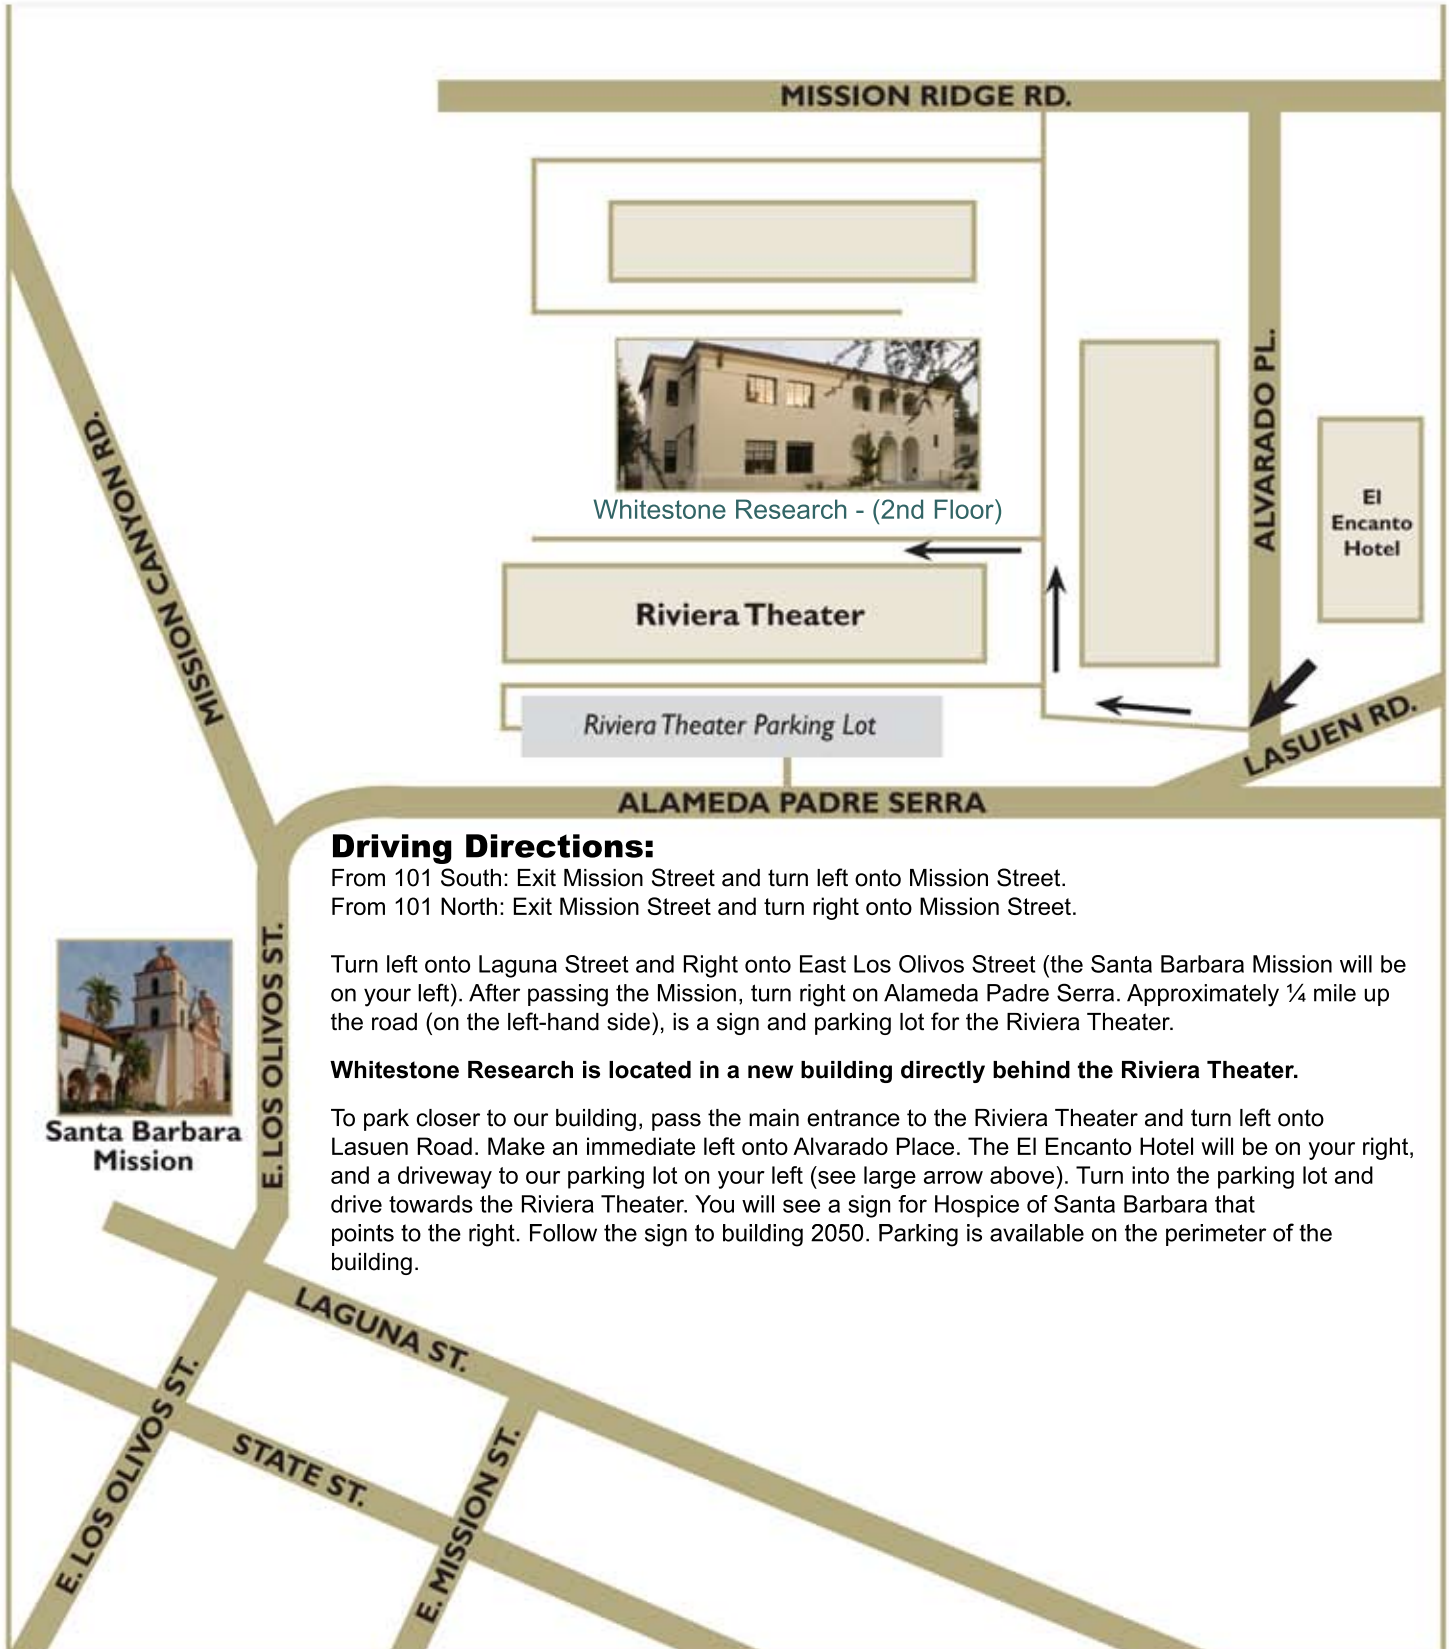 MISSION RIDGE RD.
MISSION CANYON RD.
ALVARADO PL.
El
Encanto
Hotel
Whitestone Research - (2nd Floor)
Riviera Theater
Riviera Theater Parking Lot
LASUEN RD.
ALAMEDA PADRE SERRA
Driving Directions:
From 101 South: Exit Mission Street and turn left onto Mission Street.
From 101 North: Exit Mission Street and turn right onto Mission Street.
Turn left onto Laguna Street and Right onto East Los Olivos Street (the Santa Barbara Mission will be
on your left). After passing the Mission, turn right on Alameda Padre Serra. Approximately ¼ mile up
the road (on the left-hand side), is a sign and parking lot for the Riviera Theater.
Whitestone Research is located in a new building directly behind the Riviera Theater.
To park closer to our building, pass the main entrance to the Riviera Theater and turn left onto
Lasuen Road. Make an immediate left onto Alvarado Place. The El Encanto Hotel will be on your right,
and a driveway to our parking lot on your left (see large arrow above). Turn into the parking lot and
drive towards the Riviera Theater. You will see a sign for Hospice of Santa Barbara that
points to the right. Follow the sign to building 2050. Parking is available on the perimeter of the
building.
E. LOS OLIVOS ST.
Santa Barbara
Mission
LAGUNA ST.
E. LOS OLIVOS ST.
STATE ST.
E. MISSION ST.